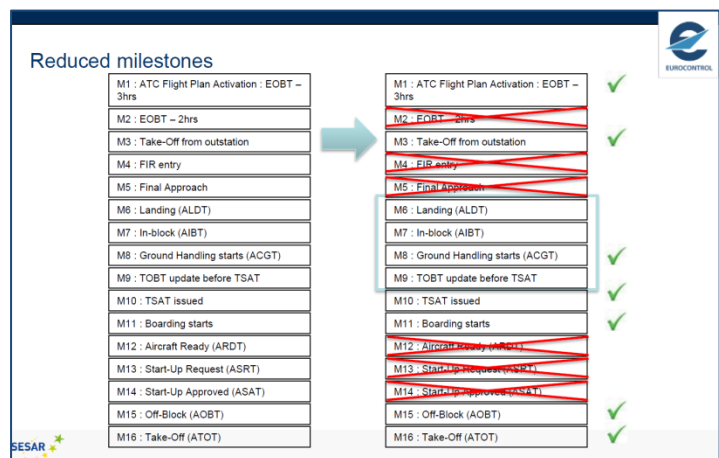 EUROCONTROL
Reduced milestones
M1 : ATC Flight Plan Activation : EOBT –
3hrs
M2 : EOBT – 2hrs
M3 : Take-Off from outstation
M4 : FIR entry
M5 : Final Approach
M6 : Landing (ALDT)
M7 : In-block (AIBT)
M8 : Ground Handling starts (ACGT)
M9 : TOBT update before TSAT
M10 : TSAT issued
M11 : Boarding starts
M12 : Aircraft Ready (ARDT)
M13 : Start-Up Request (ASRT)
M14 : Start-Up Approved (ASAT)
M15 : Off-Block (AOBT)
M16 : Take-Off (ATOT)
M1 : ATC Flight Plan Activation : EOBT –
3hrs
M2 : EOBT – 2hrs
M3 : Take-Off from outstation
M4 : FIR entry
M5 : Final Approach
M6 : Landing (ALDT)
M7 : In-block (AIBT)
M8 : Ground Handling starts (ACGT)
M9 : TOBT update before TSAT
M10 : TSAT issued
M11 : Boarding starts
M12 : Aircraft Ready (ARDT)
M13 : Start-Up Request (ASRT)
M14 : Start-Up Approved (ASAT)
M15 : Off-Block (AOBT)
M16 : Take-Off (ATOT)
SESAR